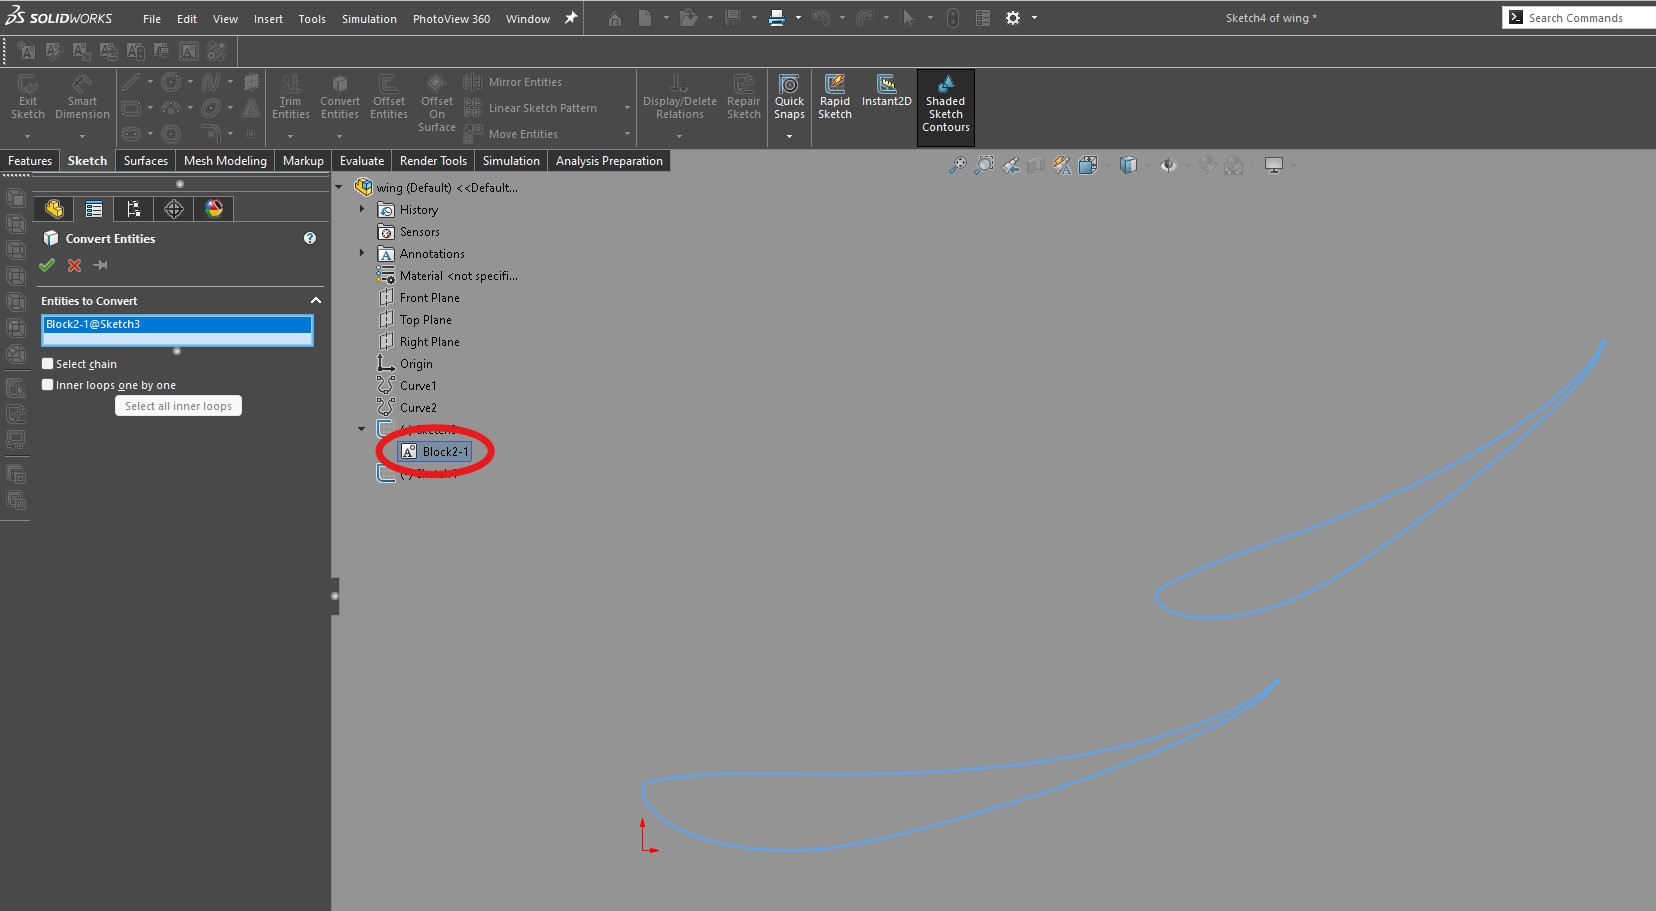 SOLIDWORKS File Edit View Insert Tools Simulation PhotoView 360 Window Sketch4 of wing * Search Commands
Exit Sketch
Smart Dimension
Trim Entities
Convert Entities
Offset Entities
Offset On Surface
Mirror Entities
Linear Sketch Pattern
Move Entities
Display/Delete Relations
Repair Sketch
Quick Snaps
Rapid Sketch
Instant2D
Shaded Sketch Contours
Features Sketch Surfaces Mesh Modeling Markup Evaluate Render Tools Simulation Analysis Preparation
Convert Entities
Entities to Convert
Block2-1@Sketch3
Select chain
Inner loops one by one
Select all inner loops
wing (Default) <<Default...
History
Sensors
Annotations
Material <not specifi...
Front Plane
Top Plane
Right Plane
Origin
Curve1
Curve2
Block2-1